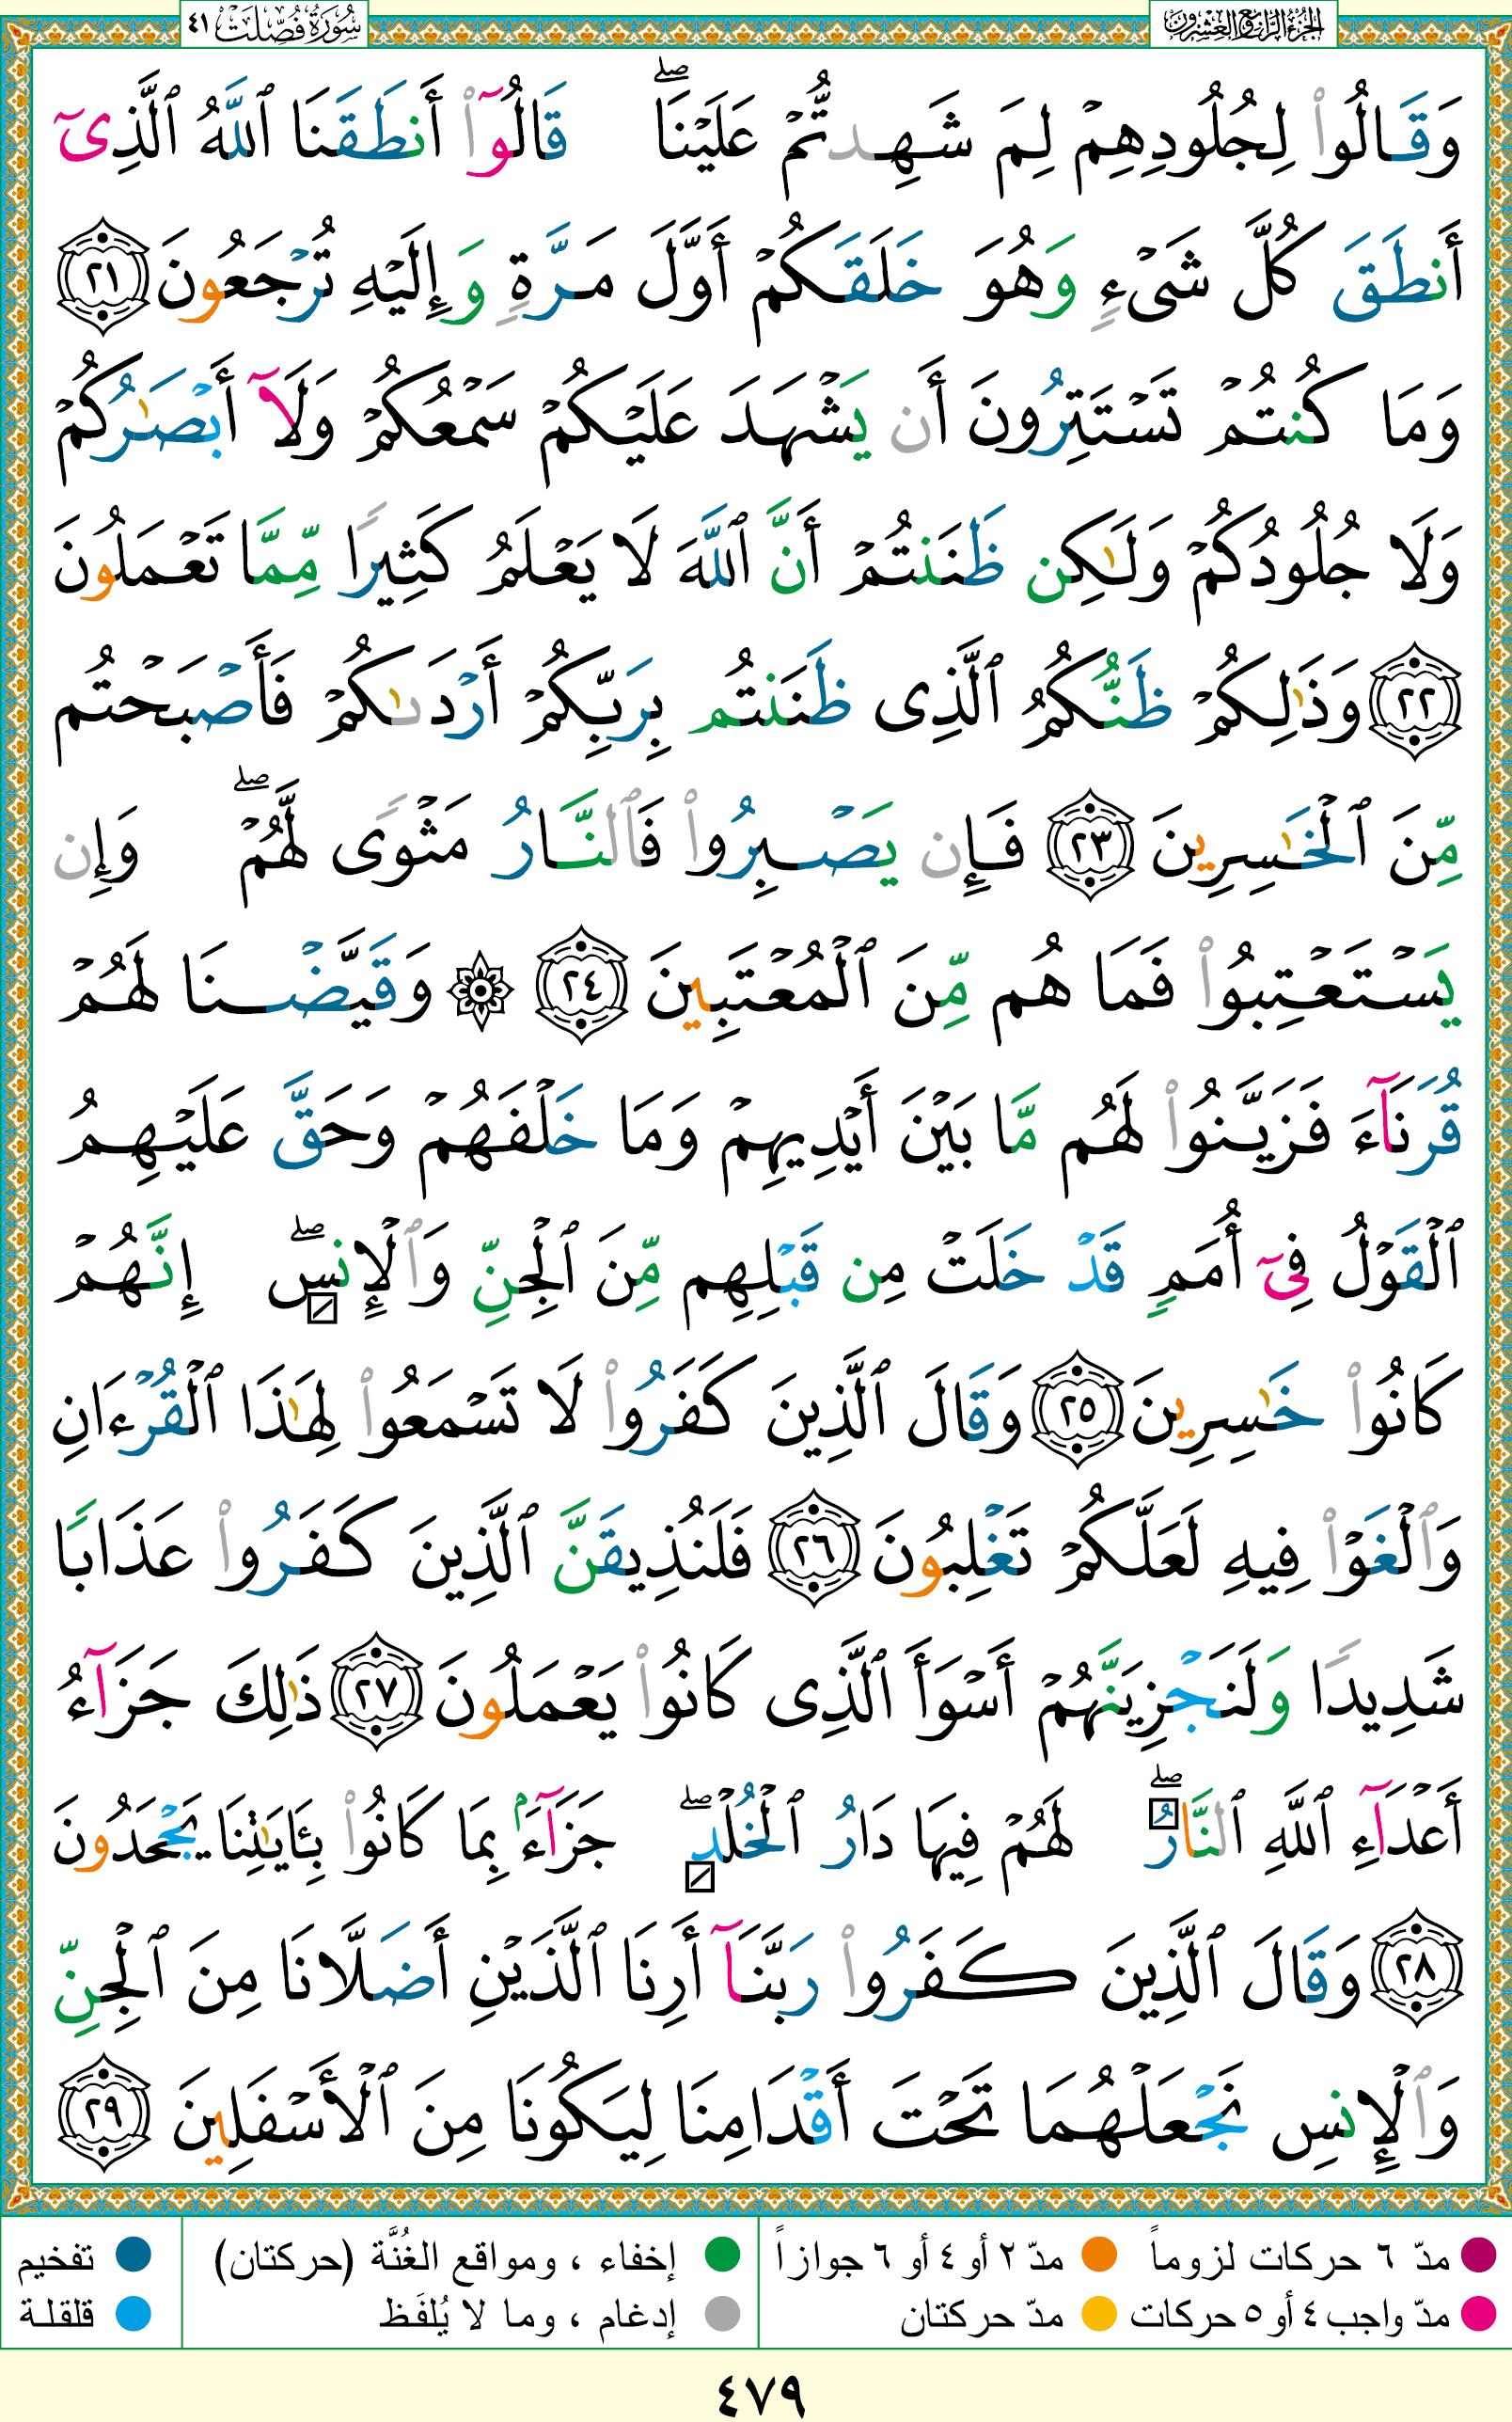 الجزء الرابع والعشرون
سورة فصلت ٤١
وَقَالُوا۟ لِجُلُودِهِمْ لِمَ شَهِدتُّمْ عَلَيْنَا ۖ قَالُوٓا۟ أَنطَقَنَا ٱللَّهُ ٱلَّذِىٓ
أَنطَقَ كُلَّ شَىْءٍ وَهُوَ خَلَقَكُمْ أَوَّلَ مَرَّةٍ وَإِلَيْهِ تُرْجَعُونَ ٢١
وَمَا كُنتُمْ تَسْتَتِرُونَ أَن يَشْهَدَ عَلَيْكُمْ سَمْعُكُمْ وَلَآ أَبْصَـٰرُكُمْ
وَلَا جُلُودُكُمْ وَلَـٰكِن ظَنَنتُمْ أَنَّ ٱللَّهَ لَا يَعْلَمُ كَثِيرًا مِّمَّا تَعْمَلُونَ
٢٢ وَذَٰلِكُمْ ظَنُّكُمُ ٱلَّذِى ظَنَنتُم بِرَبِّكُمْ أَرْدَىٰكُمْ فَأَصْبَحْتُم
مِّنَ ٱلْخَـٰسِرِينَ ٢٣ فَإِن يَصْبِرُوا۟ فَٱلنَّارُ مَثْوًى لَّهُمْ ۖ وَإِن
يَسْتَعْتِبُوا۟ فَمَا هُم مِّنَ ٱلْمُعْتَبِينَ ٢٤ ۞ وَقَيَّضْنَا لَهُمْ
قُرَنَآءَ فَزَيَّنُوا۟ لَهُم مَّا بَيْنَ أَيْدِيهِمْ وَمَا خَلْفَهُمْ وَحَقَّ عَلَيْهِمُ
ٱلْقَوْلُ فِىٓ أُمَمٍ قَدْ خَلَتْ مِن قَبْلِهِم مِّنَ ٱلْجِنِّ وَٱلْإِنسِ ۖ إِنَّهُمْ
كَانُوا۟ خَـٰسِرِينَ ٢٥ وَقَالَ ٱلَّذِينَ كَفَرُوا۟ لَا تَسْمَعُوا۟ لِهَـٰذَا ٱلْقُرْءَانِ
وَٱلْغَوْا۟ فِيهِ لَعَلَّكُمْ تَغْلِبُونَ ٢٦ فَلَنُذِيقَنَّ ٱلَّذِينَ كَفَرُوا۟ عَذَابًا
شَدِيدًا وَلَنَجْزِيَنَّهُمْ أَسْوَأَ ٱلَّذِى كَانُوا۟ يَعْمَلُونَ ٢٧ ذَٰلِكَ جَزَآءُ
أَعْدَآءِ ٱللَّهِ ٱلنَّارُ ۖ لَهُمْ فِيهَا دَارُ ٱلْخُلْدِ ۖ جَزَآءًۢ بِمَا كَانُوا۟ بِـَٔايَـٰتِنَا يَجْحَدُونَ
٢٨ وَقَالَ ٱلَّذِينَ كَفَرُوا۟ رَبَّنَآ أَرِنَا ٱلَّذَيْنِ أَضَلَّانَا مِنَ ٱلْجِنِّ
وَٱلْإِنسِ نَجْعَلْهُمَا تَحْتَ أَقْدَامِنَا لِيَكُونَا مِنَ ٱلْأَسْفَلِينَ ٢٩
مدّ ٦ حركات لزوماً مدّ ٢ أو ٤ أو ٦ جوازاً إخفاء ، ومواقع الغُنَّة (حركتان) تفخيم
مدّ واجب ٤ أو ٥ حركات مدّ حركتان إدغام ، وما لا يُلفَظ قلقلة
٤٧٩